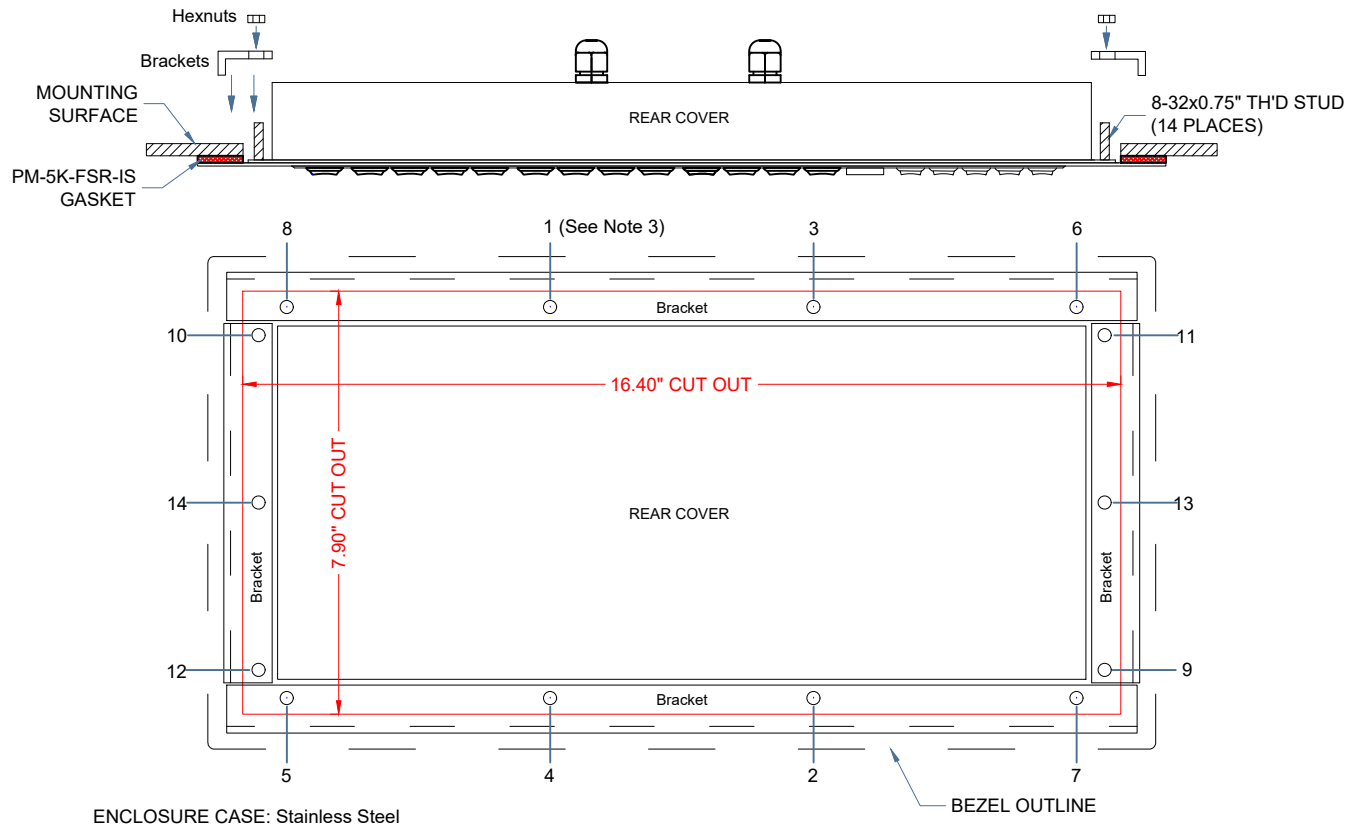 Hexnuts
Brackets
MOUNTING
SURFACE
REAR COVER
8-32x0.75" TH'D STUD
(14 PLACES)
PM-5K-FSR-IS
GASKET
8
1 (See Note 3)
3
6
Bracket
10
11
16.40" CUT OUT
7.90" CUT OUT
14
REAR COVER
13
Bracket
Bracket
12
9
Bracket
5
4
2
7
BEZEL OUTLINE
ENCLOSURE CASE: Stainless Steel